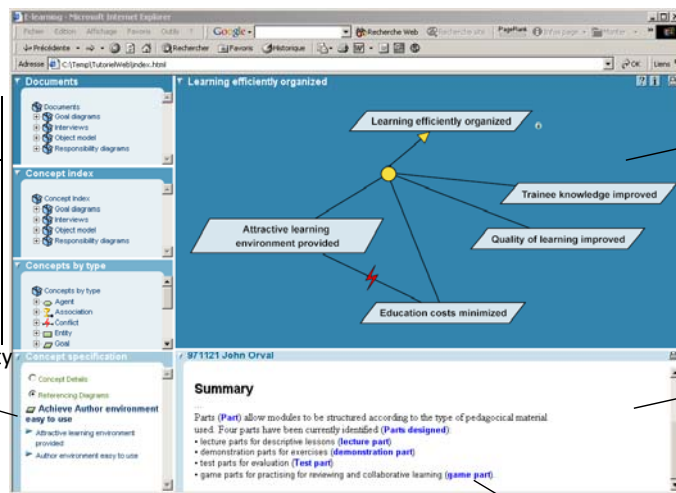 E-learning - Microsoft Internet Explorer
Fichier Edition Affichage Favoris Outils ?
Google
Recherche Web
Recherche site
PageRank
Infos page
Précédente
Rechercher
Favoris
Historique
Adresse
C:\Temp\TutorielWeb\index.html
OK
Liens
Documents
Documents
Goal diagrams
Interviews
Object model
Responsibility diagrams
Concept index
Concept Index
Goal diagrams
Interviews
Object model
Responsibility diagrams
Concepts by type
Concepts by type
Agent
Association
Conflict
Entity
Goal
Learning efficiently organized
Learning efficiently organized
Trainee knowledge improved
Attractive learning
environment provided
Quality of learning improved
Education costs minimized
ty
Concept specification
Concept Details
Referencing Diagrams
Achieve Author environment
easy to use
Attractive learning environment
provided
Author environment easy to use
971121 John Orval
Summary
...
Parts (Part) allow modules to be structured according to the type of pedagocical material
used. Four parts have been currently identified (Parts designed)
• lecture parts for descriptive lessons (lecture part)
• demonstration parts for exercises (demonstration part)
• test parts for evaluation (Test part)
• game parts for practising for reviewing and collaborative learning (game part).